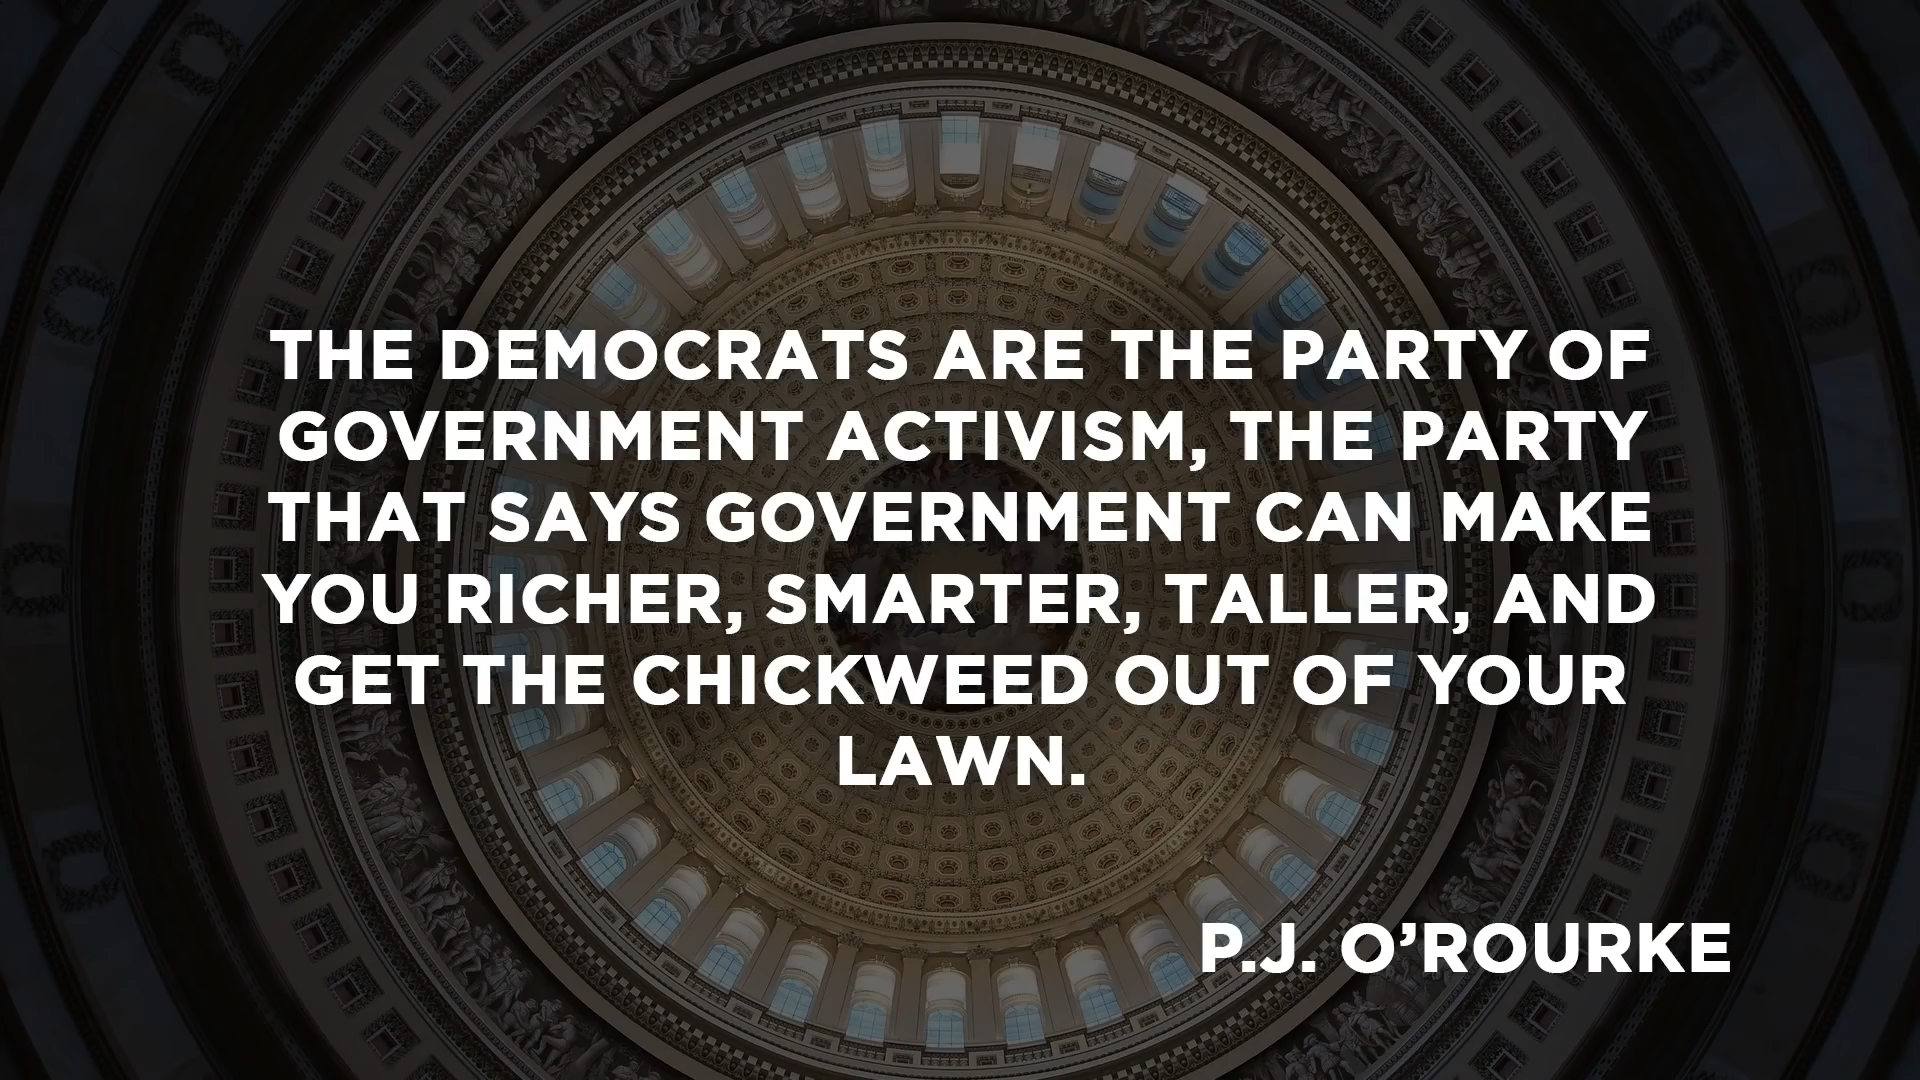 THE DEMOCRATS ARE THE PARTY OF
GOVERNMENT ACTIVISM, THE PARTY
THAT SAYS GOVERNMENT CAN MAKE
YOU RICHER, SMARTER, TALLER, AND
GET THE CHICKWEED OUT OF YOUR
LAWN.
P.J. O’ROURKE